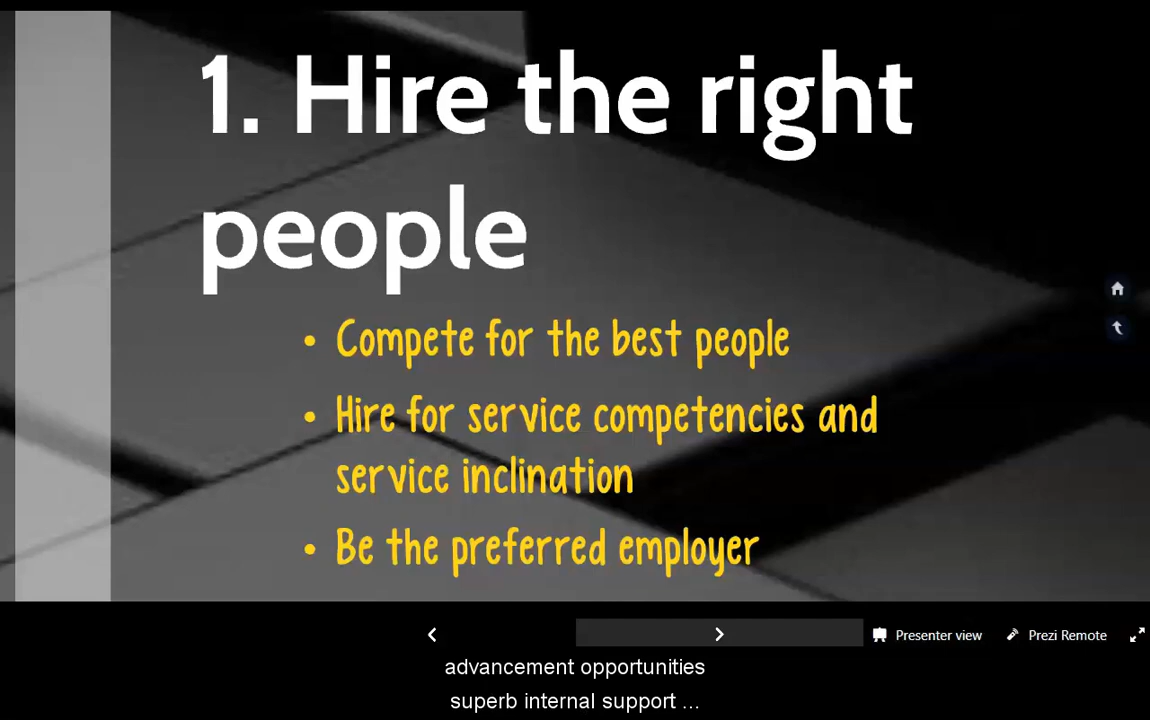 1. Hire the right
people
• Compete for the best people
• Hire for service competencies and
service inclination
• Be the preferred employer
Presenter view
Prezi Remote
advancement opportunities
superb internal support ...